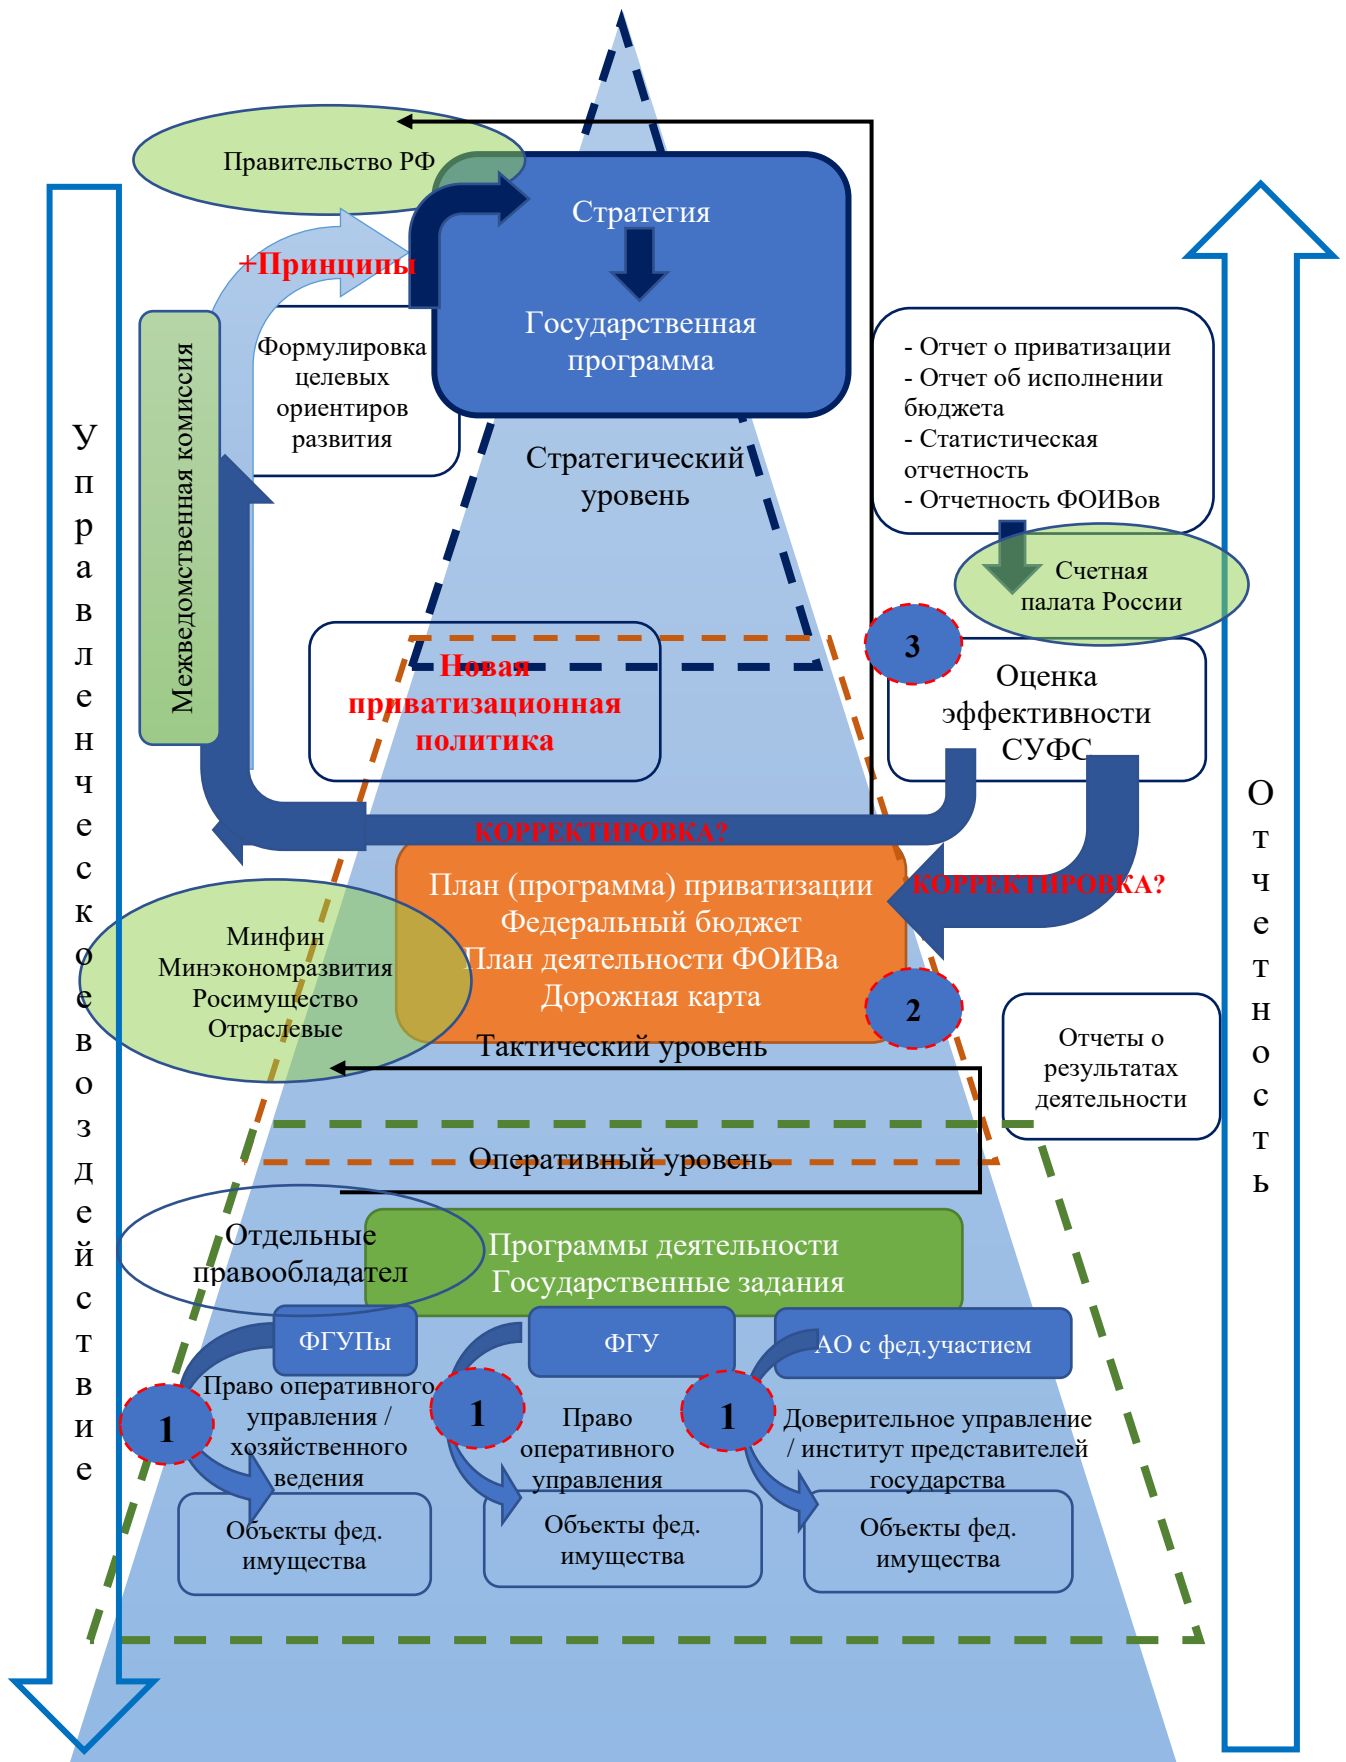 Правительство РФ
Стратегия
+Принципы
Государственная
программа
Формулировка
целевых
ориентиров
развития
Межведомственная комиссия
- Отчет о приватизации
- Отчет об исполнении
бюджета
- Статистическая
отчетность
- Отчетность ФОИВов
Стратегический
уровень
Счетная
палата России
3
Новая
приватизационная
политика
Оценка
эффективности
СУФС
КОРРЕКТИРОВКА?
КОРРЕКТИРОВКА?
План (программа) приватизации
Федеральный бюджет
План деятельности ФОИВа
Дорожная карта
Минфин
Минэкономразвития
Росимущество
Отраслевые
2
Тактический уровень
Отчеты о
результатах
деятельности
Оперативный уровень
Отдельные
правообладател
Программы деятельности
Государственные задания
ФГУПы
ФГУ
АО с фед.участием
1
Право оперативного
управления /
хозяйственного
ведения
1
Право
оперативного
управления
1
Доверительное управление
/ институт представителей
государства
Объекты фед.
имущества
Объекты фед.
имущества
Объекты фед.
имущества
Управленческое воздействие
Отчетность